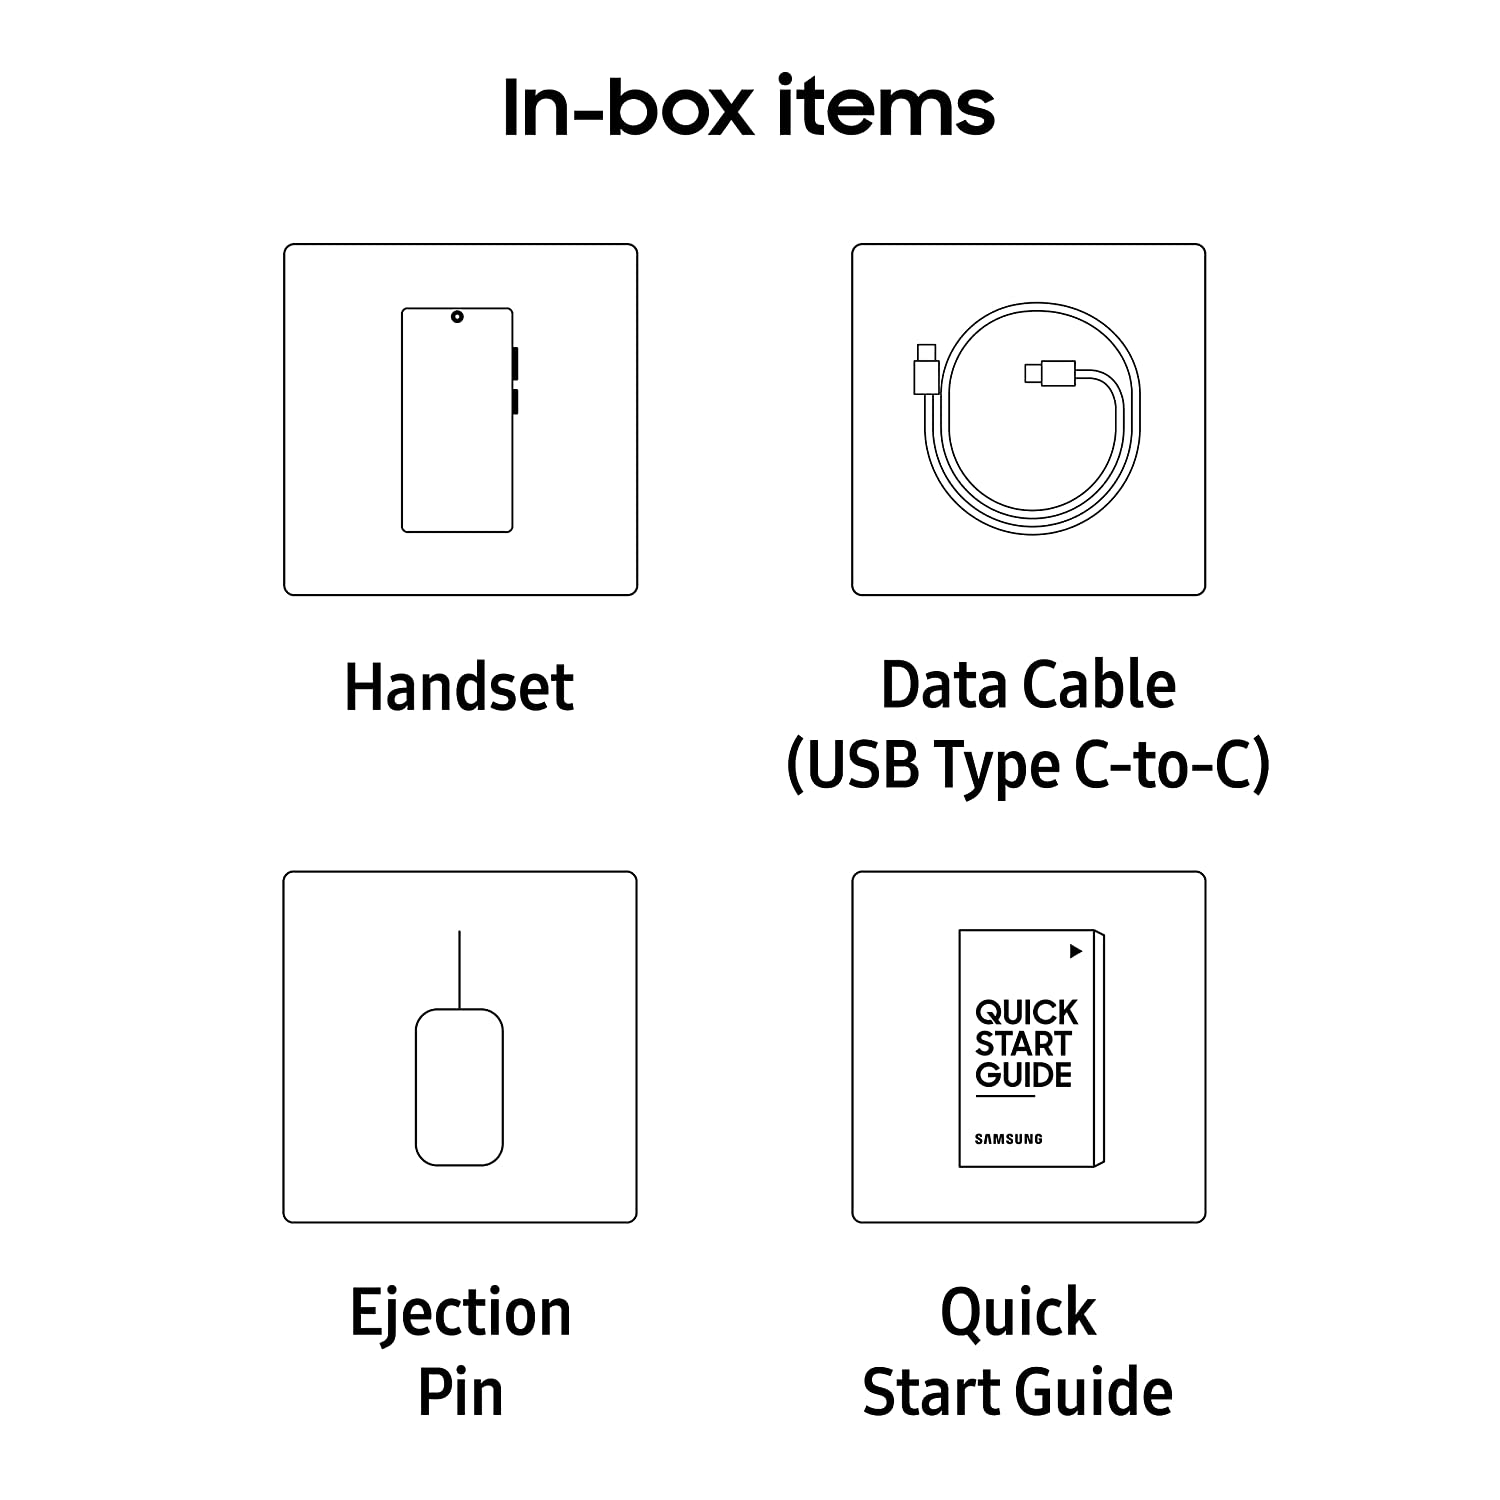 In-box items
Handset
Data Cable
(USB Type C-to-C)
QUICK
START
GUIDE
SAMSUNG
Ejection
Pin
Quick
Start Guide